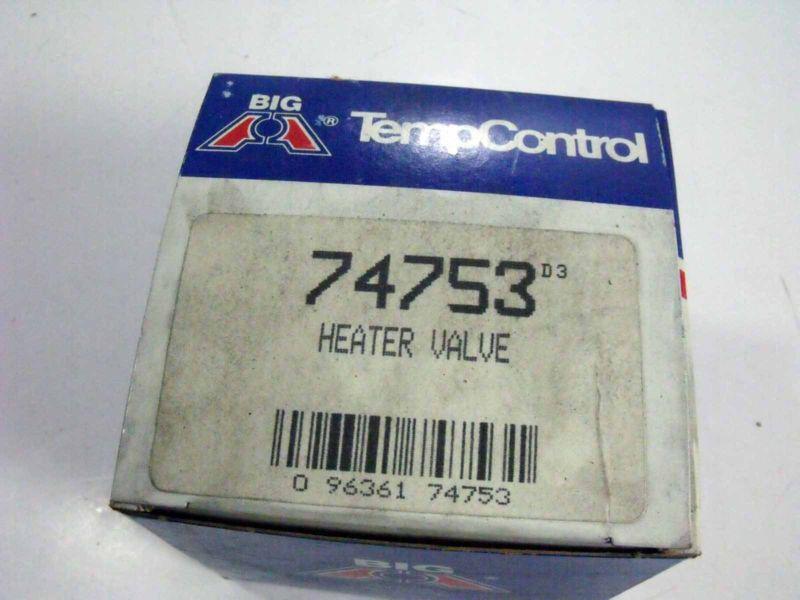 BIG
A ® TempControl
74753 D3
HEATER VALVE
0 96361 74753
BIG